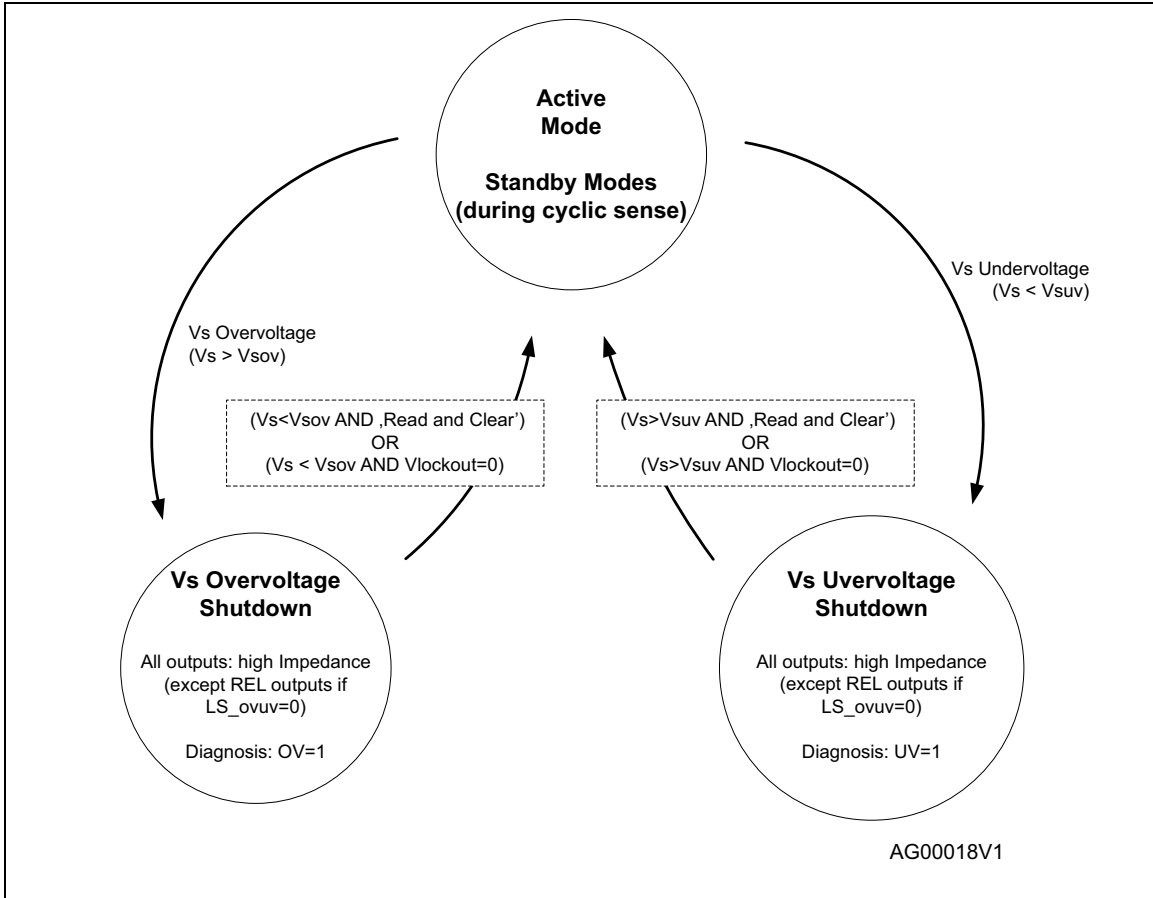 Active
Mode
Standby Modes
(during cyclic sense)
Vs Overvoltage
(Vs > Vsov)
Vs Undervoltage
(Vs < Vsuv)
(Vs<Vsov AND ‚Read and Clear’)
OR
(Vs < Vsov AND Vlockout=0)
(Vs>Vsuv AND ‚Read and Clear’)
OR
(Vs>Vsuv AND Vlockout=0)
Vs Overvoltage
Shutdown
All outputs: high Impedance
(except REL outputs if
LS_ovuv=0)
Diagnosis: OV=1
Vs Uvervoltage
Shutdown
All outputs: high Impedance
(except REL outputs if
LS_ovuv=0)
Diagnosis: UV=1
AG00018V1